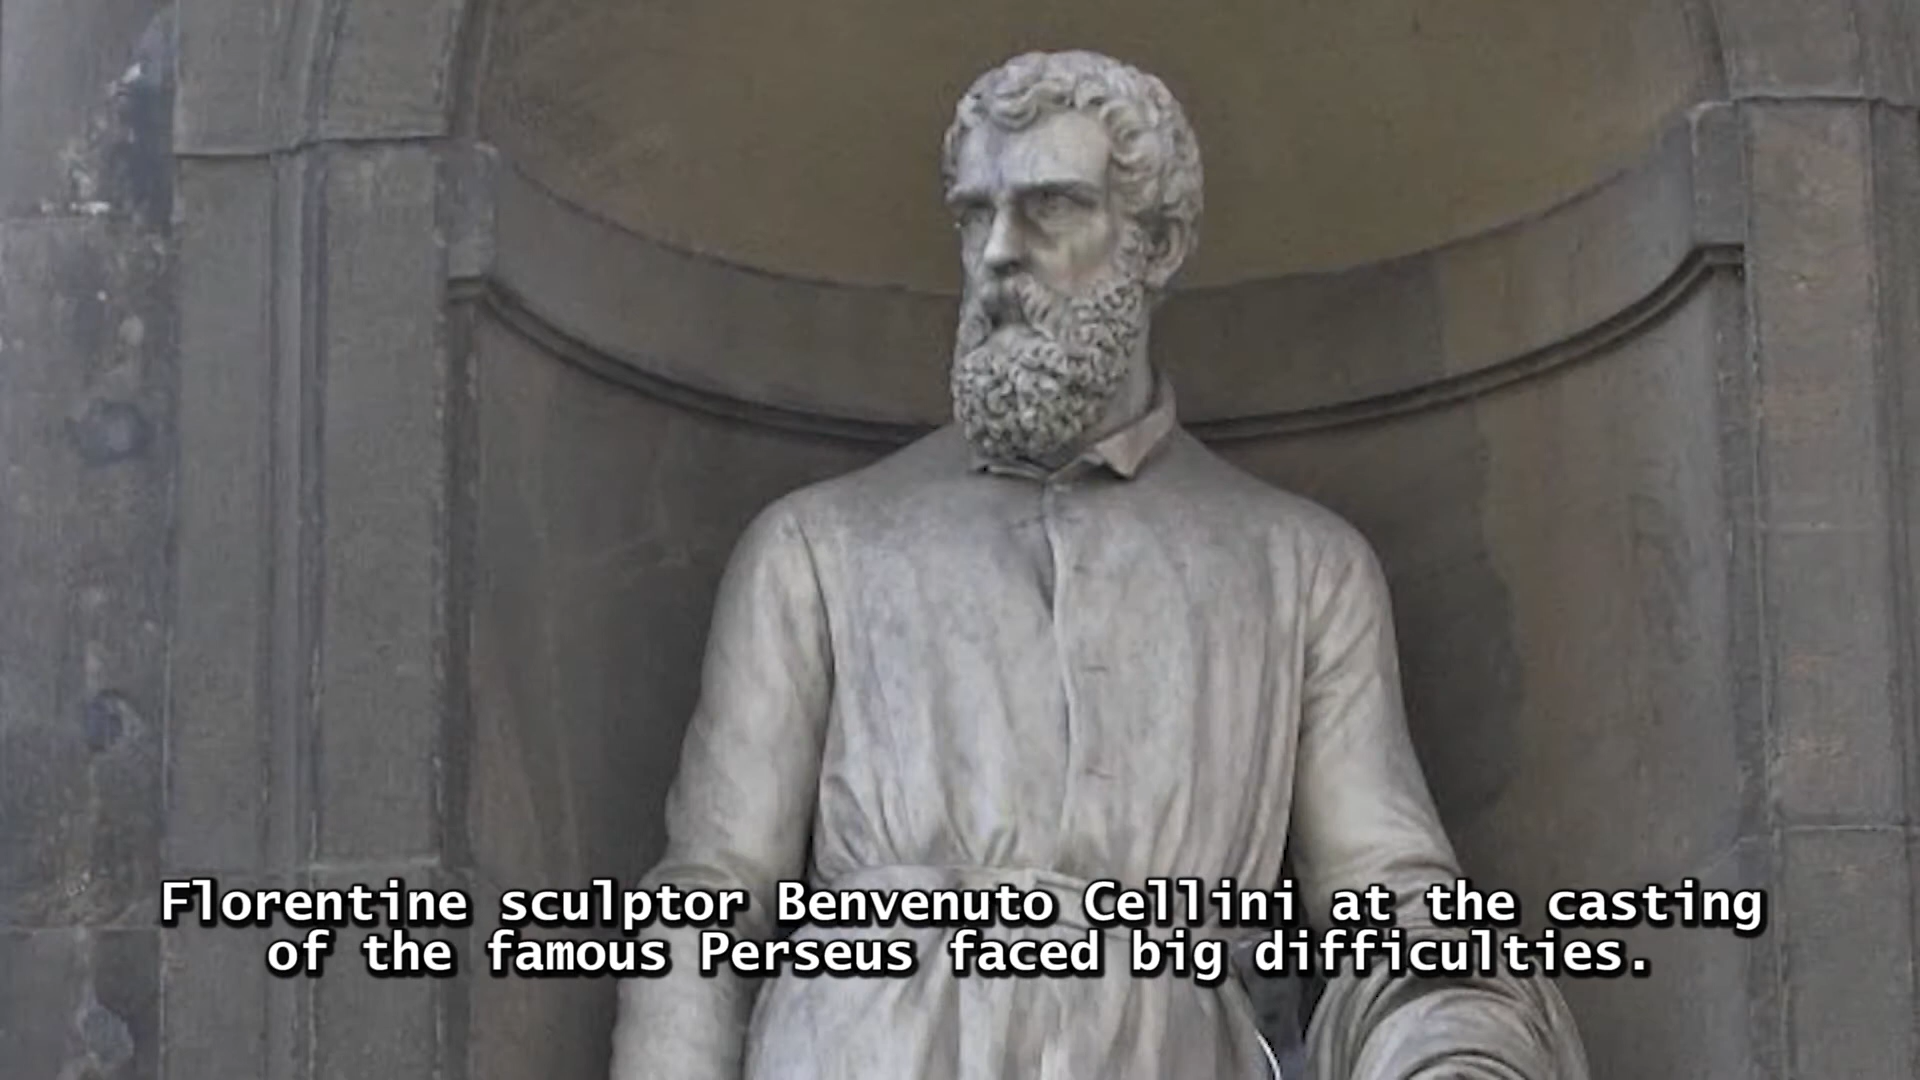 Florentine sculptor Benvenuto Cellini at the casting
of the famous Perseus faced big difficulties.